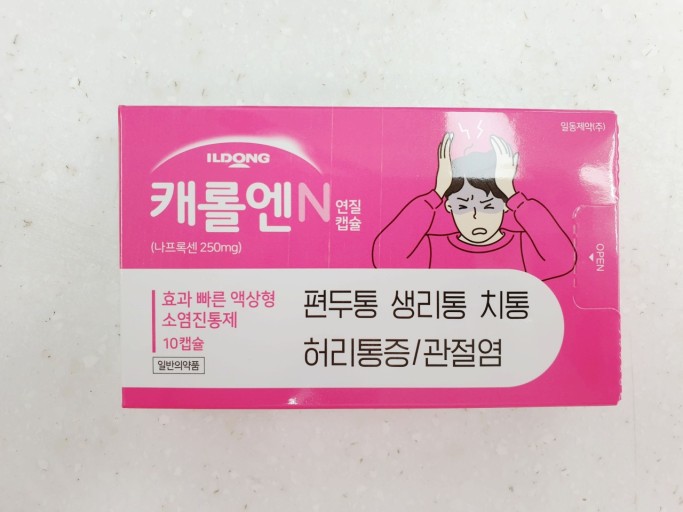 일동제약(주)
ILDONG
캐롤엔N 연질캡슐
(나프록센 250mg)
OPEN
효과 빠른 액상형
소염진통제
10캡슐
일반의약품
편두통 생리통 치통
허리통증/관절염